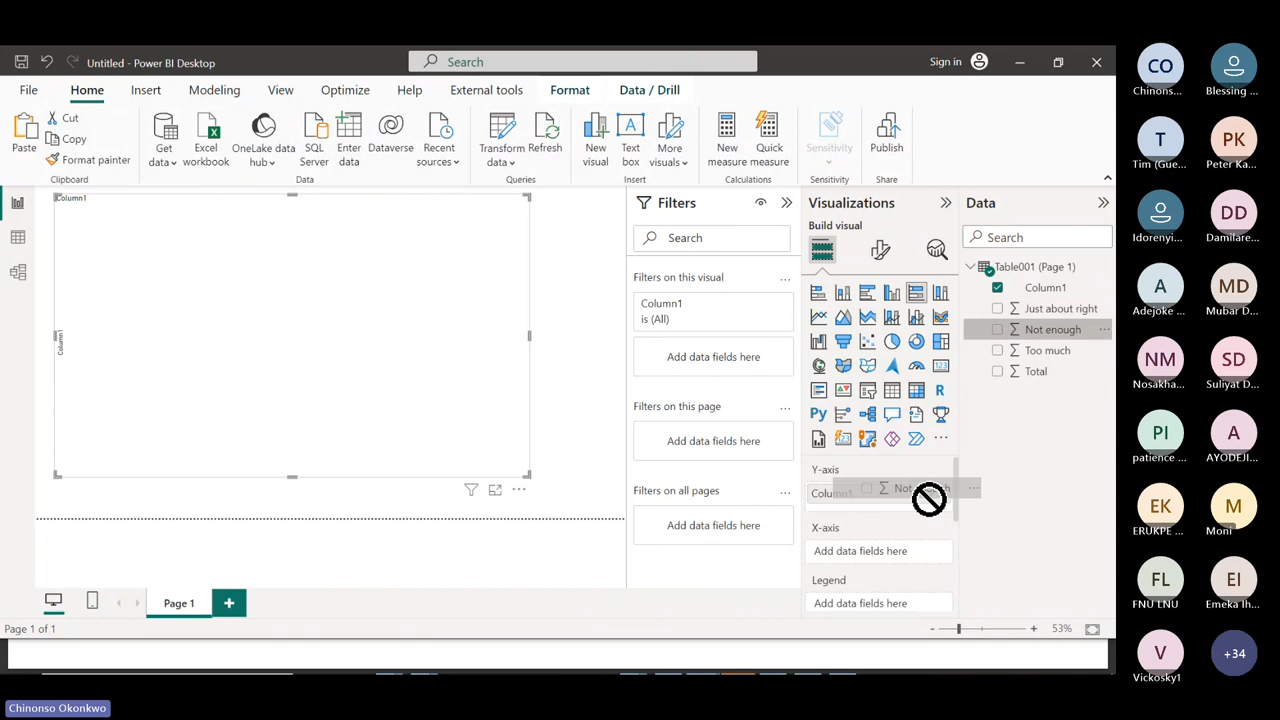 Untitled - Power BI Desktop
Search
Sign in
File
Home
Insert
Modeling
View
Optimize
Help
External tools
Format
Data / Drill
Paste
Cut
Copy
Format painter
Clipboard
Get data
Excel workbook
OneLake data hub
SQL Server
Enter data
Dataverse
Recent sources
Data
Transform data
Refresh
Queries
New visual
Text box
More visuals
Insert
New measure
Quick measure
Calculations
Sensitivity
Sensitivity
Publish
Share
Column1
Column1
Filters
Search
Filters on this visual
Column1
is (All)
Add data fields here
Filters on this page
Add data fields here
Filters on all pages
Add data fields here
Visualizations
Build visual
123
R
Py
Y-axis
Column1
X-axis
Add data fields here
Legend
Add data fields here
Data
Search
Table001 (Page 1)
Column1
Just about right
Not enough
Too much
Total
Page 1
Page 1 of 1
53%
CO
Chinons...
Blessing ...
T
Tim (Gue...
PK
Peter Ka...
Idorenyi...
DD
Damilare...
A
Adejoke ...
MD
Mubar D...
NM
Nosakha...
SD
Suliyat D...
PI
patience ...
A
AYODEJI...
EK
ERUKPE ...
M
Moni
FL
FNU LNU
EI
Emeka Ih...
V
Vickosky1
+34
Chinonso Okonkwo